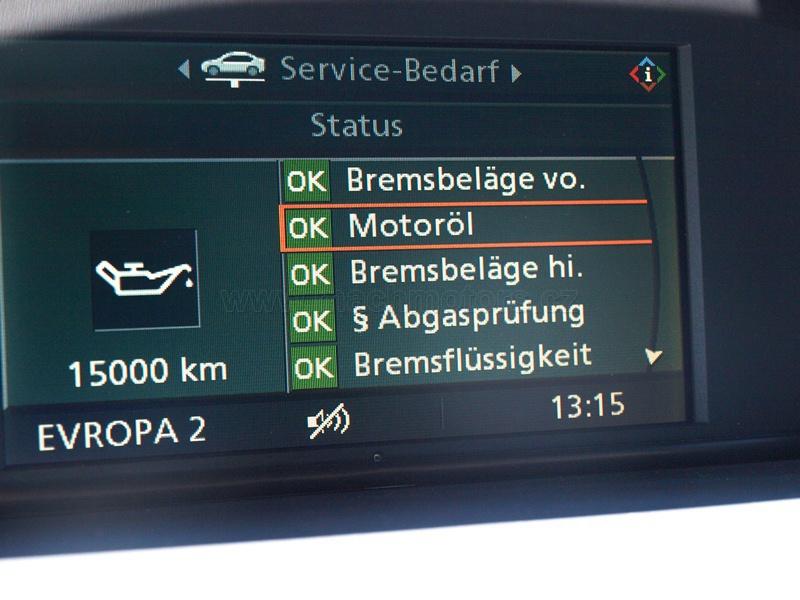 Service-Bedarf
i
Status
OK Bremsbeläge vo.
OK Motoröl
OK Bremsbeläge hi.
OK § Abgasprüfung
OK Bremsflüssigkeit
15000 km
EVROPA 2
13:15